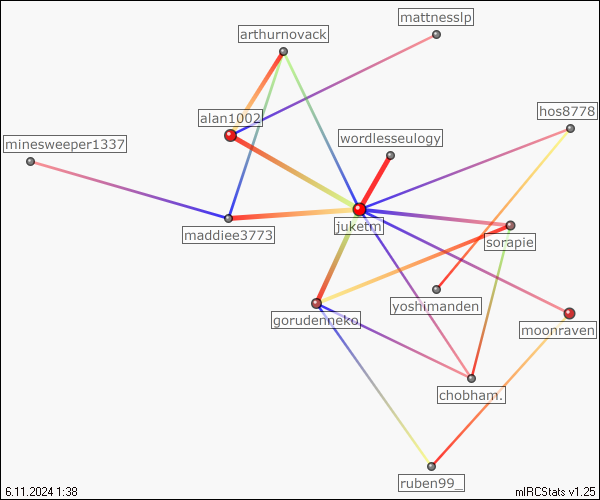 mattnesslp
arthurnovack
alan1002
hos8778
minesweeper1337
wordlesseulogy
maddiee3773
juketm
sorapie
yoshimanden
gorudenneko
moonraven
chobham.
ruben99_
6.11.2024 1:38
mIRCStats v1.25